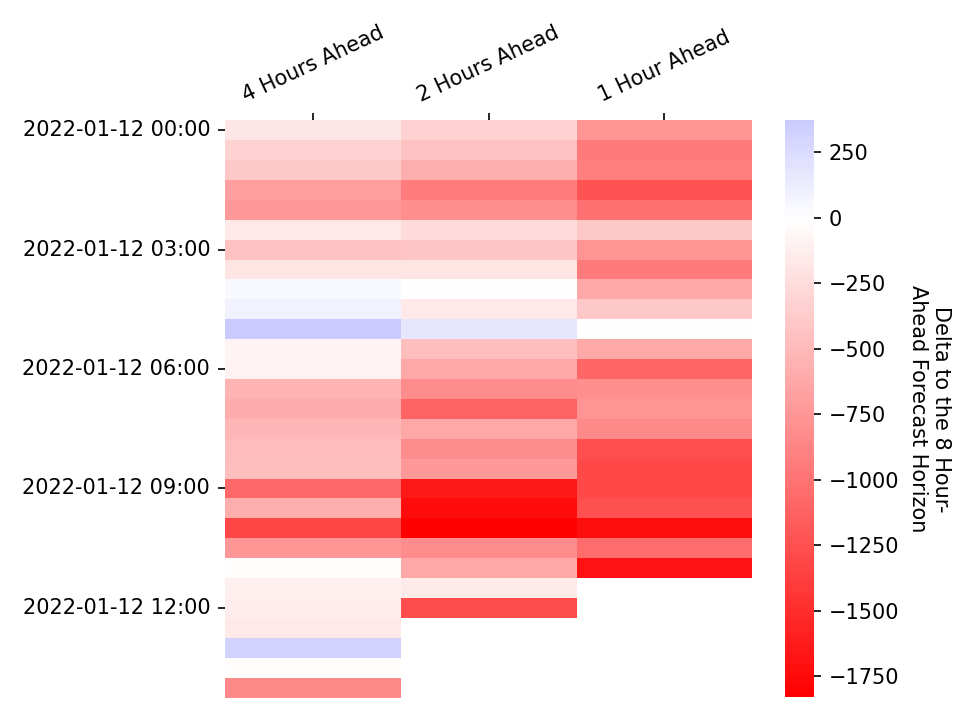 4 Hours Ahead
2 Hours Ahead
1 Hour Ahead
2022-01-12 00:00
2022-01-12 03:00
2022-01-12 06:00
2022-01-12 09:00
2022-01-12 12:00
250
0
−250
−500
−750
−1000
−1250
−1500
−1750
Delta to the 8 Hour-
Ahead Forecast Horizon